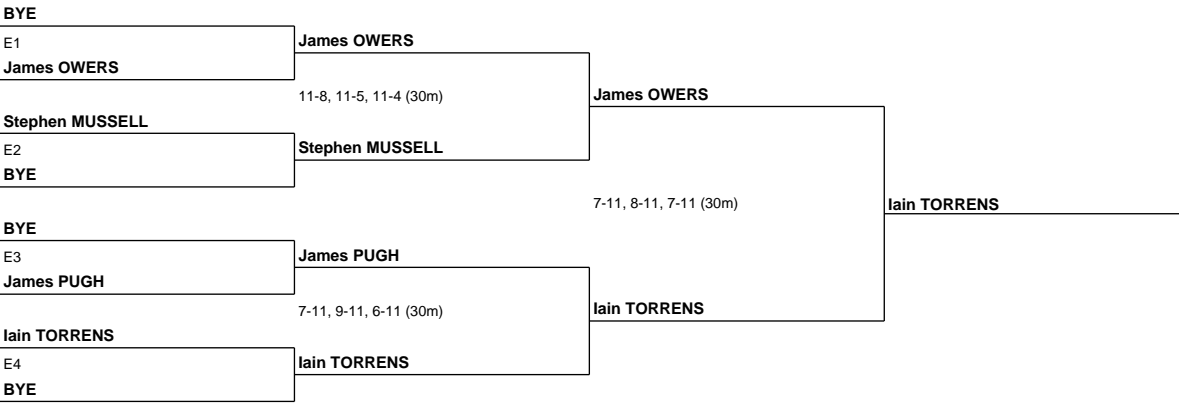 BYE
E1
James OWERS
James OWERS
11-8, 11-5, 11-4 (30m)
James OWERS
Stephen MUSSELL
E2
Stephen MUSSELL
BYE
7-11, 8-11, 7-11 (30m)
Iain TORRENS
BYE
E3
James PUGH
James PUGH
7-11, 9-11, 6-11 (30m)
Iain TORRENS
Iain TORRENS
E4
Iain TORRENS
BYE